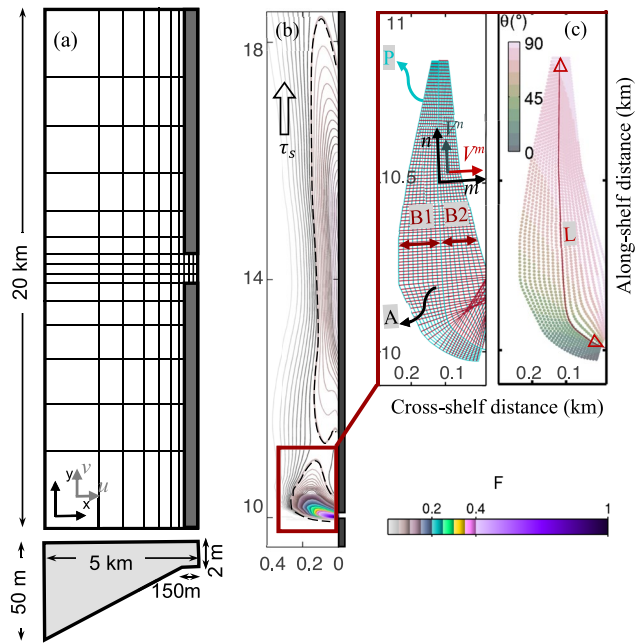 (a)
20 km
y
v
u
x
50 m
5 km
2 m
150m
(b)
18
τs
14
10
0,4
0,2
0
11
P
n
Vm
Vm
m
10.5
B1
B2
A
10
0.2
0.1
(c)
θ(°)
90
45
0
L
0.2
0.1
Cross-shelf distance (km)
Along-shelf distance (km)
F
0.2
0.4
1